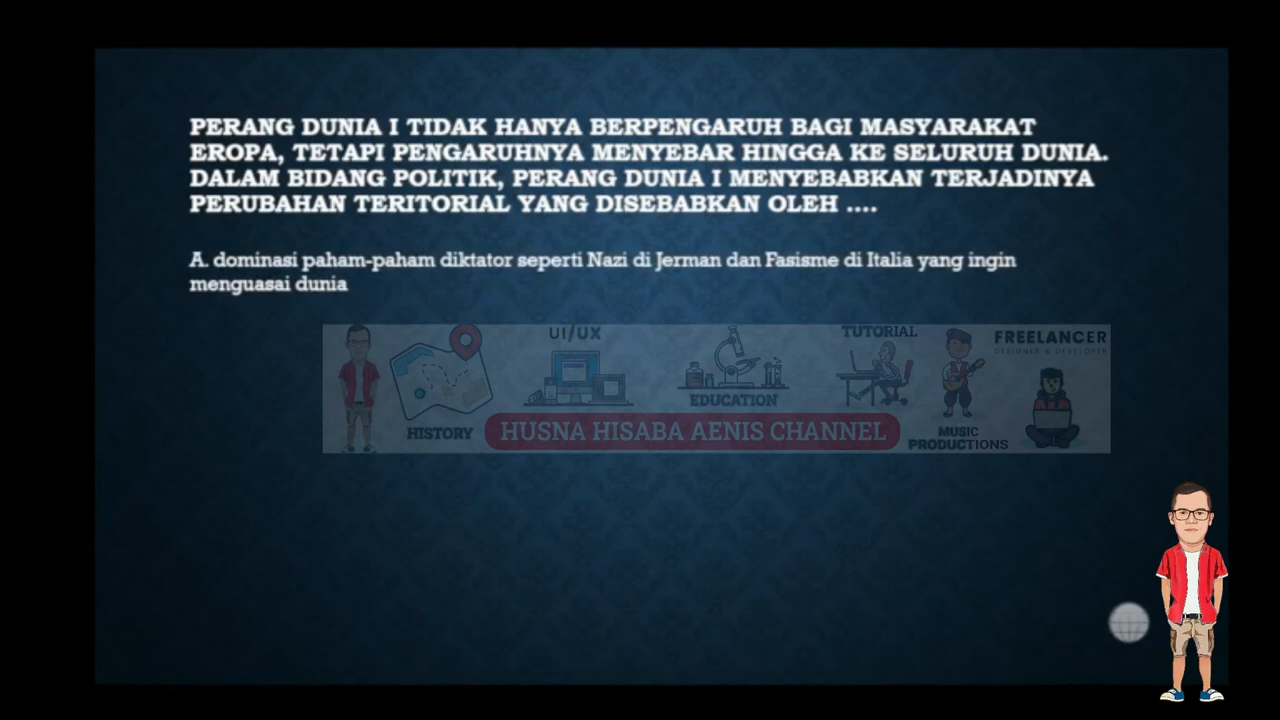 PERANG DUNIA I TIDAK HANYA BERPENGARUH BAGI MASYARAKAT
EROPA, TETAPI PENGARUHNYA MENYEBAR HINGGA KE SELURUH DUNIA.
DALAM BIDANG POLITIK, PERANG DUNIA I MENYEBABKAN TERJADINYA
PERUBAHAN TERITORIAL YANG DISEBABKAN OLEH ....
A. dominasi paham-paham diktator seperti Nazi di Jerman dan Fasisme di Italia yang ingin
menguasai dunia
UI/UX
TUTORIAL
FREELANCER
DESIGNER & DEVELOPER
EDUCATION
HISTORY
HUSNA HISABA AENIS CHANNEL
MUSIC
PRODUCTIONS